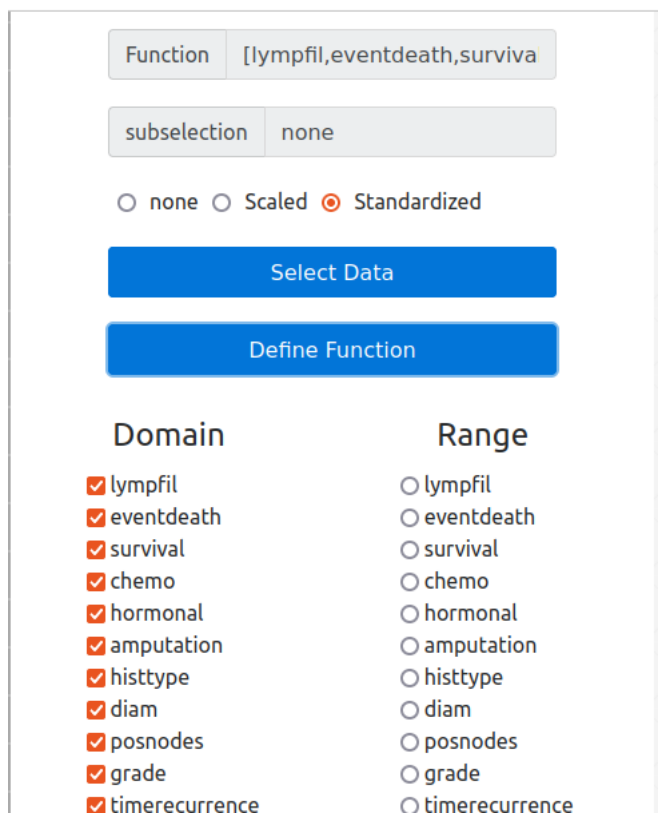 Function [lympfil,eventdeath,surviva
subselection none
none Scaled Standardized
Select Data
Define Function
Domain Range
lympfil lympfil
eventdeath eventdeath
survival survival
chemo chemo
hormonal hormonal
amputation amputation
histtype histtype
diam diam
posnodes posnodes
grade grade
timerecurrence timerecurrence